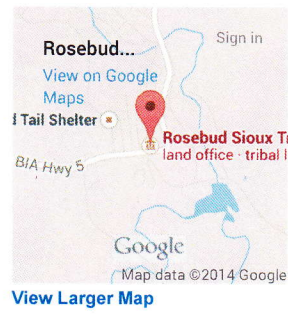 Rosebud...
Sign in
View on Google
Maps
d Tail Shelter
Rosebud Sioux Tr
land office · tribal l
BIA Hwy 5
Google
Map data ©2014 Google
View Larger Map